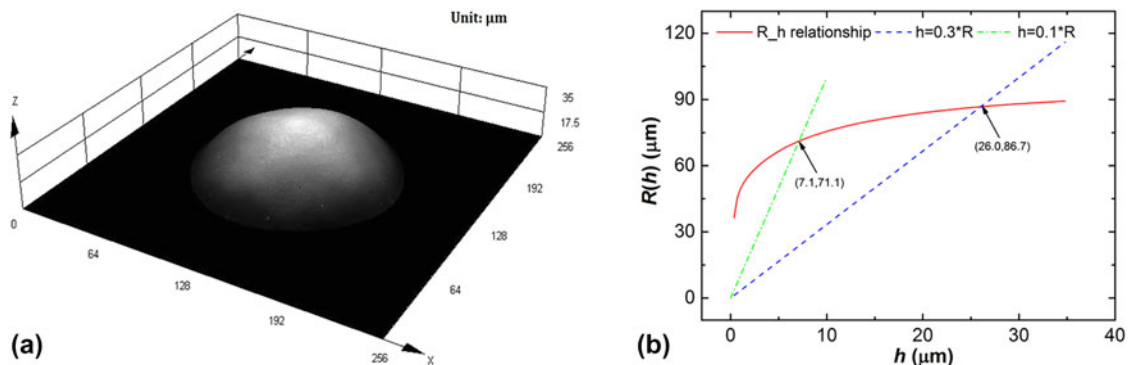 Unit: μm
Z
35
17.5
256
192
128
64
0
64
128
192
256
X
(a)
120
90
60
30
0
R(h) (μm)
R_h relationship
h=0.3*R
h=0.1*R
(26.0,86.7)
(7.1,71.1)
0
10
20
30
40
h (μm)
(b)